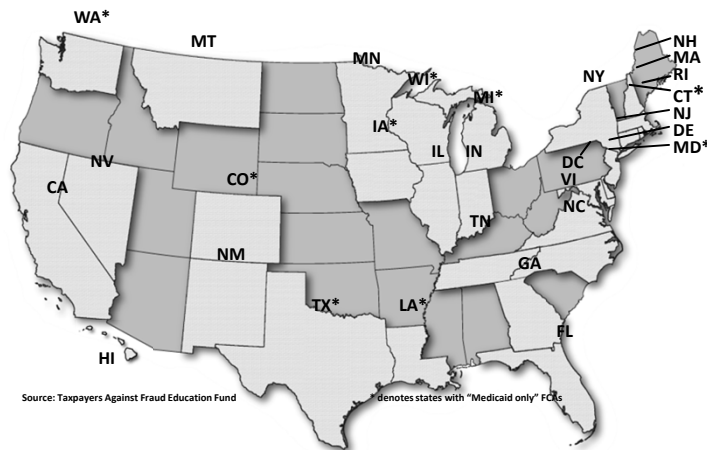 WA*
MT
MN
NH
MA
RI
CT*
NJ
DE
MD*
NY
WI*
MI*
IA*
IL
IN
DC
VI
NV
CO*
CA
TN
NC
NM
GA
TX*
LA*
FL
HI
Source: Taxpayers Against Fraud Education Fund
* denotes states with “Medicaid only” FCAs